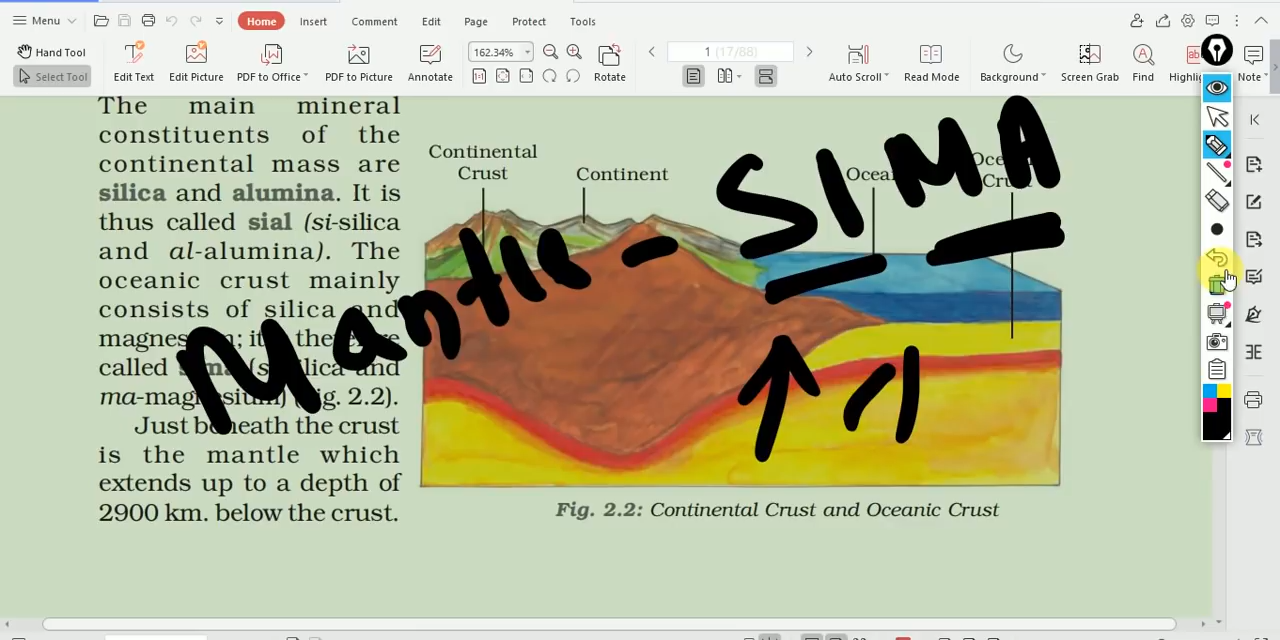 Menu
Home
Insert
Comment
Edit
Page
Protect
Tools
Hand Tool
Select Tool
Edit Text
Edit Picture
PDF to Office
PDF to Picture
Annotate
162.34%
Rotate
1 (17/88)
Auto Scroll
Read Mode
Background
Screen Grab
Find
Note
The main mineral
constituents of the
continental mass are
silica and alumina. It is
thus called sial (si-silica
and al-alumina). The
oceanic crust mainly
consists of silica and
called
ma-magnesium) (Fig. 2.2).
Just beneath the crust
is the mantle which
extends up to a depth of
2900 km. below the crust.
Continental
Crust
Continent
Ocean
Mantle - SIMA
Fig. 2.2: Continental Crust and Oceanic Crust